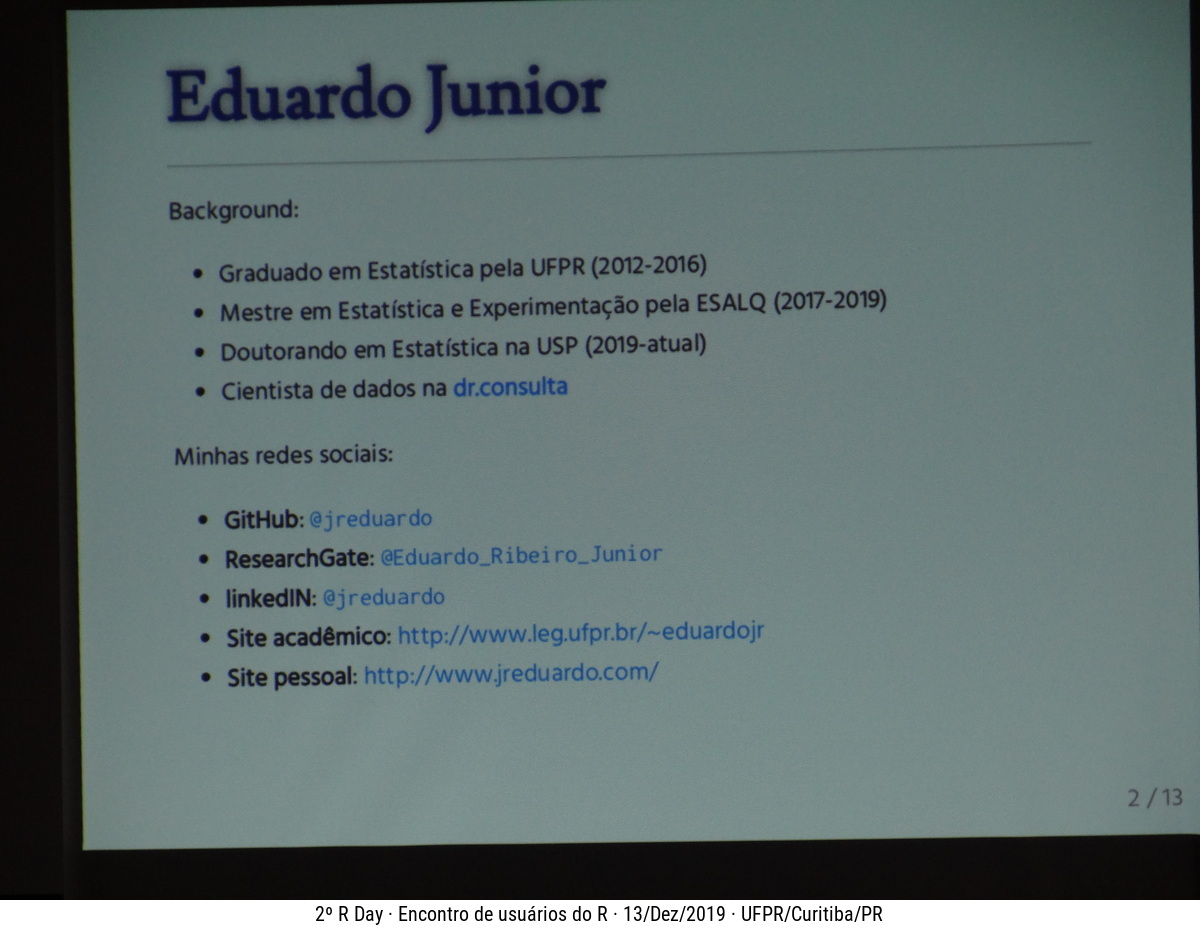 Eduardo Junior
Background:
• Graduado em Estatística pela UFPR (2012-2016)
• Mestre em Estatística e Experimentação pela ESALQ (2017-2019)
• Doutorando em Estatística na USP (2019-atual)
• Cientista de dados na dr.consulta
Minhas redes sociais:
• GitHub: @jreduardo
• ResearchGate: @Eduardo_Ribeiro_Junior
• linkedIN: @jreduardo
• Site acadêmico: http://www.leg.ufpr.br/~eduardojr
• Site pessoal: http://www.jreduardo.com/
2 / 13
2º R Day · Encontro de usuários do R · 13/Dez/2019 · UFPR/Curitiba/PR